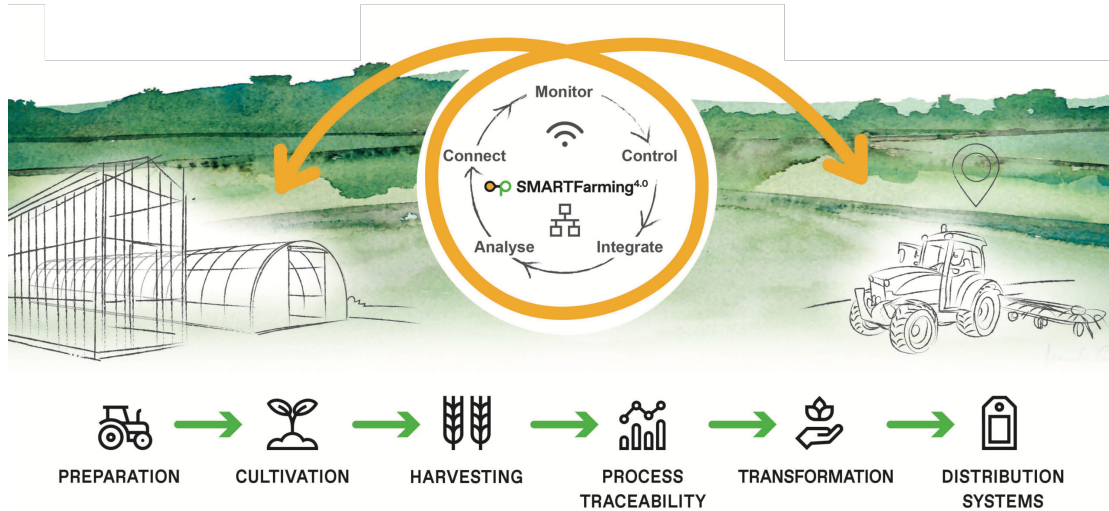 Monitor
Connect
Control
SMARTFarming4.0
Analyse
Integrate
PREPARATION
CULTIVATION
HARVESTING
PROCESS
TRACEABILITY
TRANSFORMATION
DISTRIBUTION
SYSTEMS